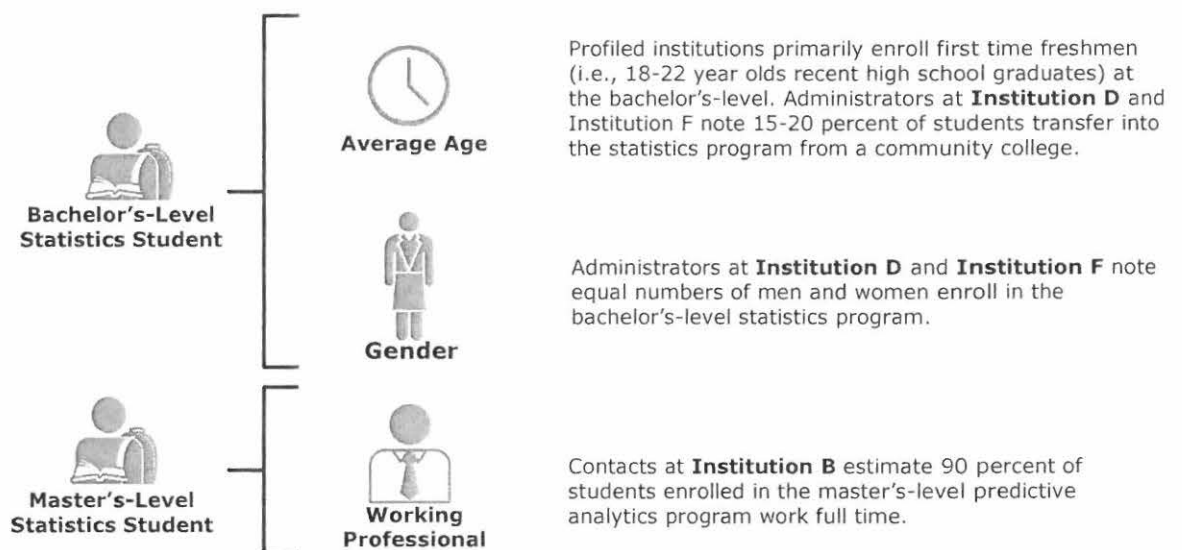 Bachelor's-Level
Statistics Student
Average Age
Profiled institutions primarily enroll first time freshmen
(i.e., 18-22 year olds recent high school graduates) at
the bachelor's-level. Administrators at Institution D and
Institution F note 15-20 percent of students transfer into
the statistics program from a community college.
Gender
Administrators at Institution D and Institution F note
equal numbers of men and women enroll in the
bachelor's-level statistics program.
Master's-Level
Statistics Student
Working
Professional
Contacts at Institution B estimate 90 percent of
students enrolled in the master's-level predictive
analytics program work full time.